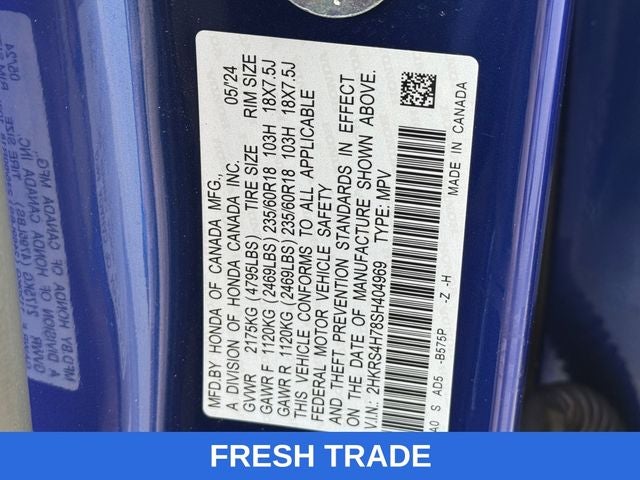 MFD.BY HONDA OF CANADA MFG., 05/24
A DIVISION OF HONDA CANADA INC.
GVWR 2175KG (4795LBS) TIRE SIZE RIM SIZE
GAWR F 1120KG (2469LBS) 235/60R18 103H 18X7.5J
GAWR R 1120KG (2469LBS) 235/60R18 103H 18X7.5J
THIS VEHICLE CONFORMS TO ALL APPLICABLE
FEDERAL MOTOR VEHICLE SAFETY
AND THEFT PREVENTION STANDARDS IN EFFECT
ON THE DATE OF MANUFACTURE SHOWN ABOVE.
V.I.N.: 2HKRS4H78SH404969 TYPE: MPV
A0 S AD5 -B575P -Z -H MADE IN CANADA
FRESH TRADE